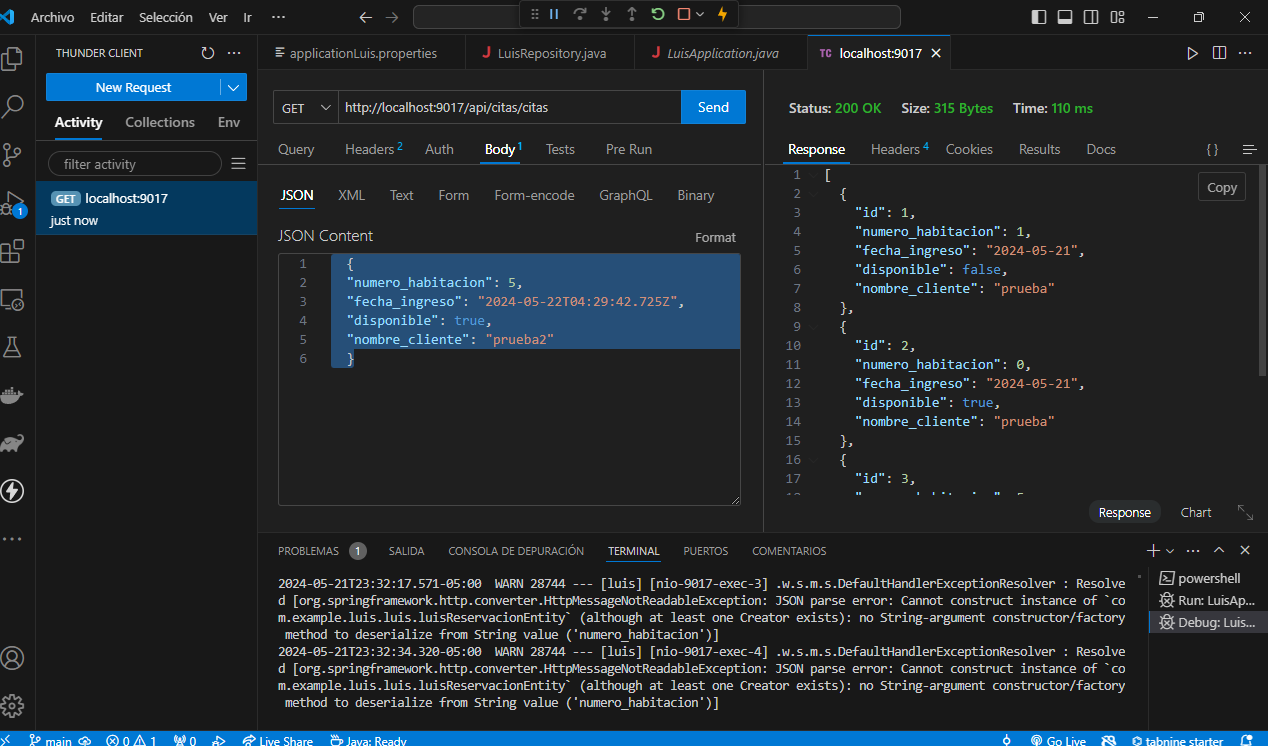 Archivo Editar Selección Ver Ir ···
THUNDER CLIENT ···
New Request
Activity Collections Env
filter activity
GET localhost:9017
just now
1
applicationLuis.properties
J LuisRepository.java
J LuisApplication.java
TC localhost:9017
GET http://localhost:9017/api/citas/citas Send
Query Headers 2 Auth Body 1 Tests Pre Run
JSON XML Text Form Form-encode GraphQL Binary
JSON Content Format
1 {
2 "numero_habitacion": 5,
3 "fecha_ingreso": "2024-05-22T04:29:42.725Z",
4 "disponible": true,
5 "nombre_cliente": "prueba2"
6 }
Status: 200 OK Size: 315 Bytes Time: 110 ms
Response Headers 4 Cookies Results Docs { }
Copy
1 [
2 {
3 "id": 1,
4 "numero_habitacion": 1,
5 "fecha_ingreso": "2024-05-21",
6 "disponible": false,
7 "nombre_cliente": "prueba"
8 },
9 {
10 "id": 2,
11 "numero_habitacion": 0,
12 "fecha_ingreso": "2024-05-21",
13 "disponible": true,
14 "nombre_cliente": "prueba"
15 },
16 {
17 "id": 3,
Response Chart
PROBLEMAS 1 SALIDA CONSOLA DE DEPURACIÓN TERMINAL PUERTOS COMENTARIOS
2024-05-21T23:32:17.571-05:00 WARN 28744 --- [luis] [nio-9017-exec-3] .w.s.m.s.DefaultHandlerExceptionResolver : Resolve
d [org.springframework.http.converter.HttpMessageNotReadableException: JSON parse error: Cannot construct instance of `co
m.example.luis.luis.luisReservacionEntity` (although at least one Creator exists): no String-argument constructor/factory
method to deserialize from String value ('numero_habitacion')]
2024-05-21T23:32:34.320-05:00 WARN 28744 --- [luis] [nio-9017-exec-4] .w.s.m.s.DefaultHandlerExceptionResolver : Resolve
d [org.springframework.http.converter.HttpMessageNotReadableException: JSON parse error: Cannot construct instance of `co
m.example.luis.luis.luisReservacionEntity` (although at least one Creator exists): no String-argument constructor/factory
method to deserialize from String value ('numero_habitacion')]
powershell
Run: LuisAp...
Debug: Luis...
main 0 1 0 Live Share Java: Ready Go Live tabnine starter